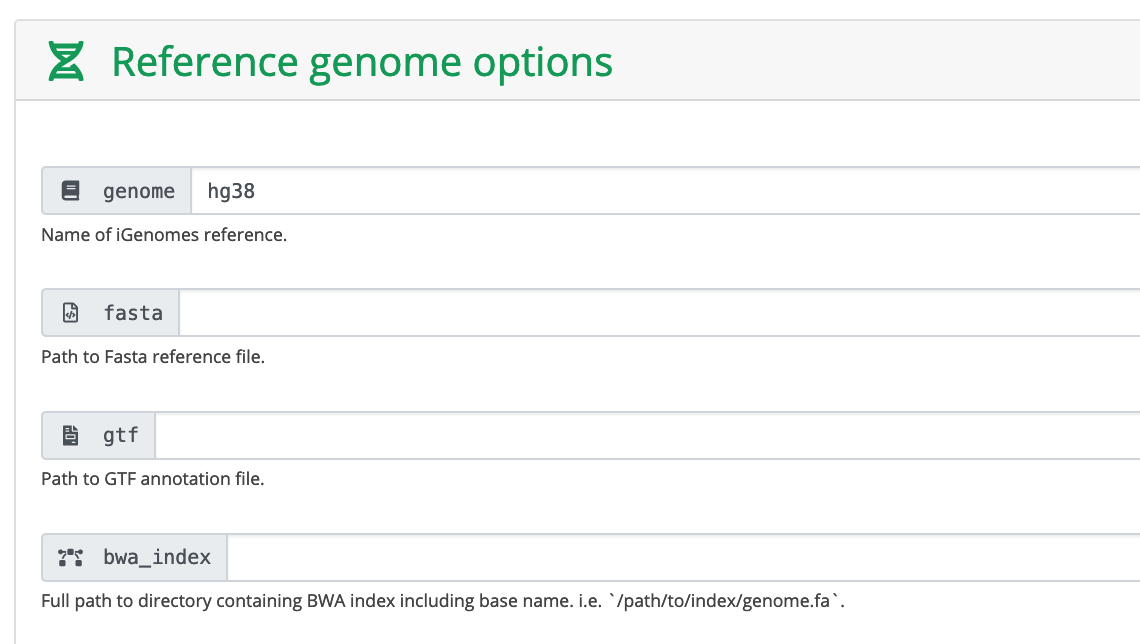 Reference genome options
genome hg38
Name of iGenomes reference.
fasta
Path to Fasta reference file.
gtf
Path to GTF annotation file.
bwa_index
Full path to directory containing BWA index including base name. i.e. `/path/to/index/genome.fa`.